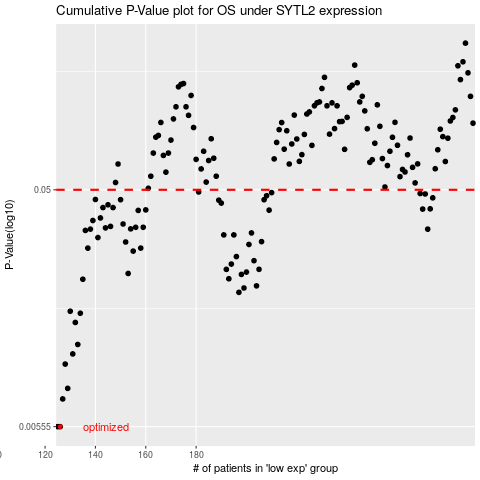 Cumulative P-Value plot for OS under SYTL2 expression
P-Value(log10)
0.05
0.00555
optimized
0 120 140 160 180
# of patients in 'low exp' group